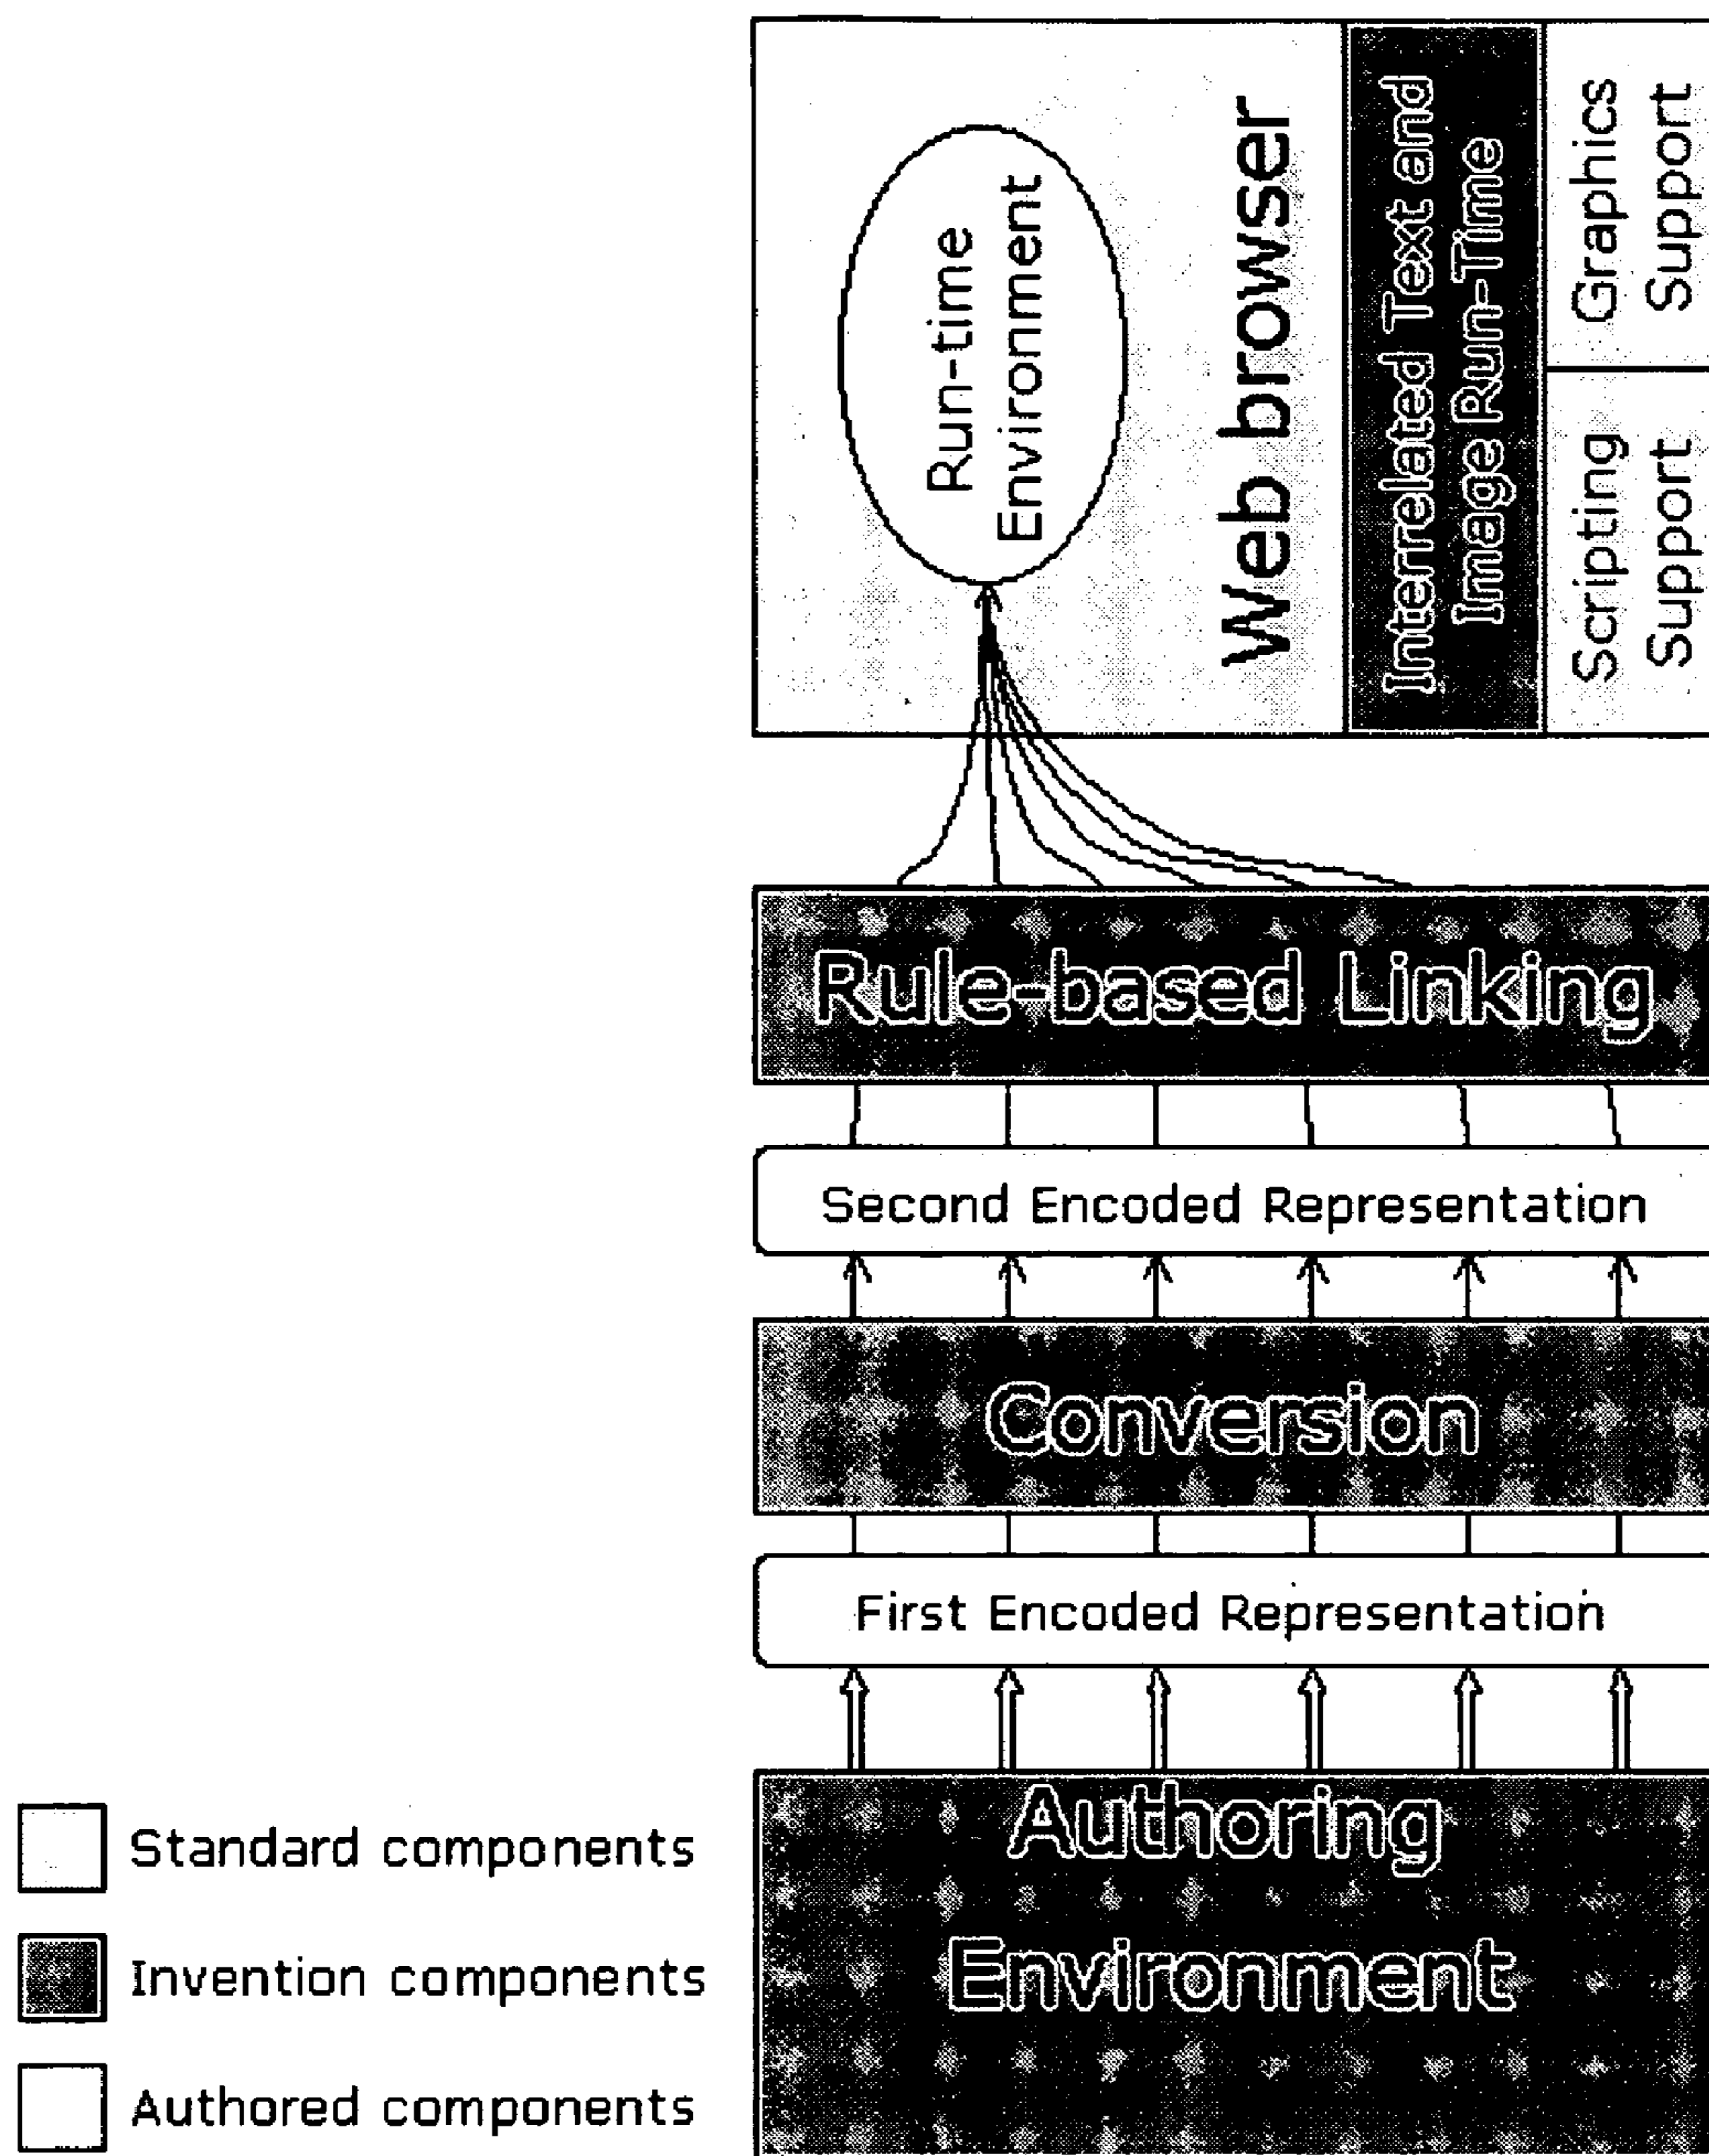 Run-time
Environment
Web browser
Interrelated Text and
Image Run-Time
Scripting
Support
Graphics
Support
Rule-based Linking
Second Encoded Representation
Conversion
First Encoded Representation
Authoring
Environment
Standard components
Invention components
Authored components